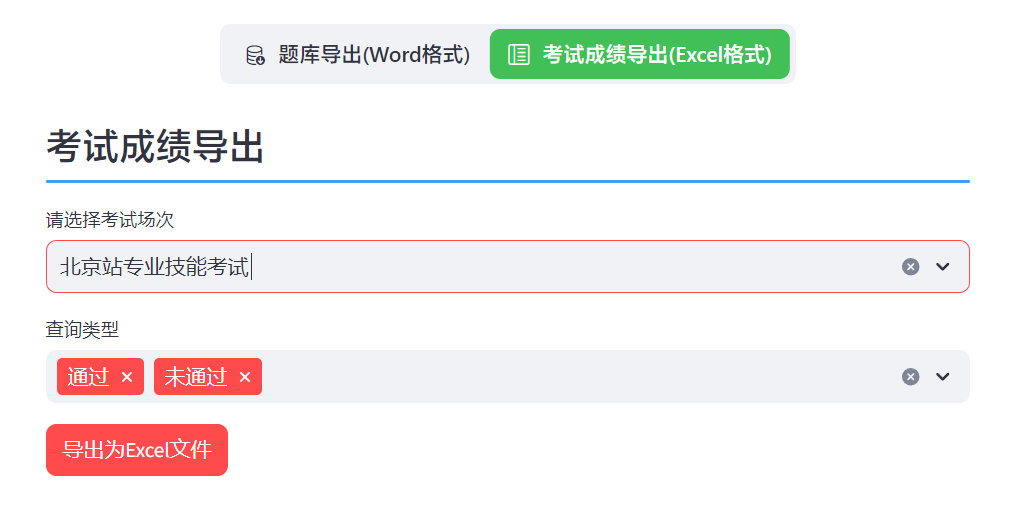 题库导出(Word格式) 考试成绩导出(Excel格式)
考试成绩导出
请选择考试场次
北京站专业技能考试
查询类型
通过 × 未通过 ×
导出为Excel文件